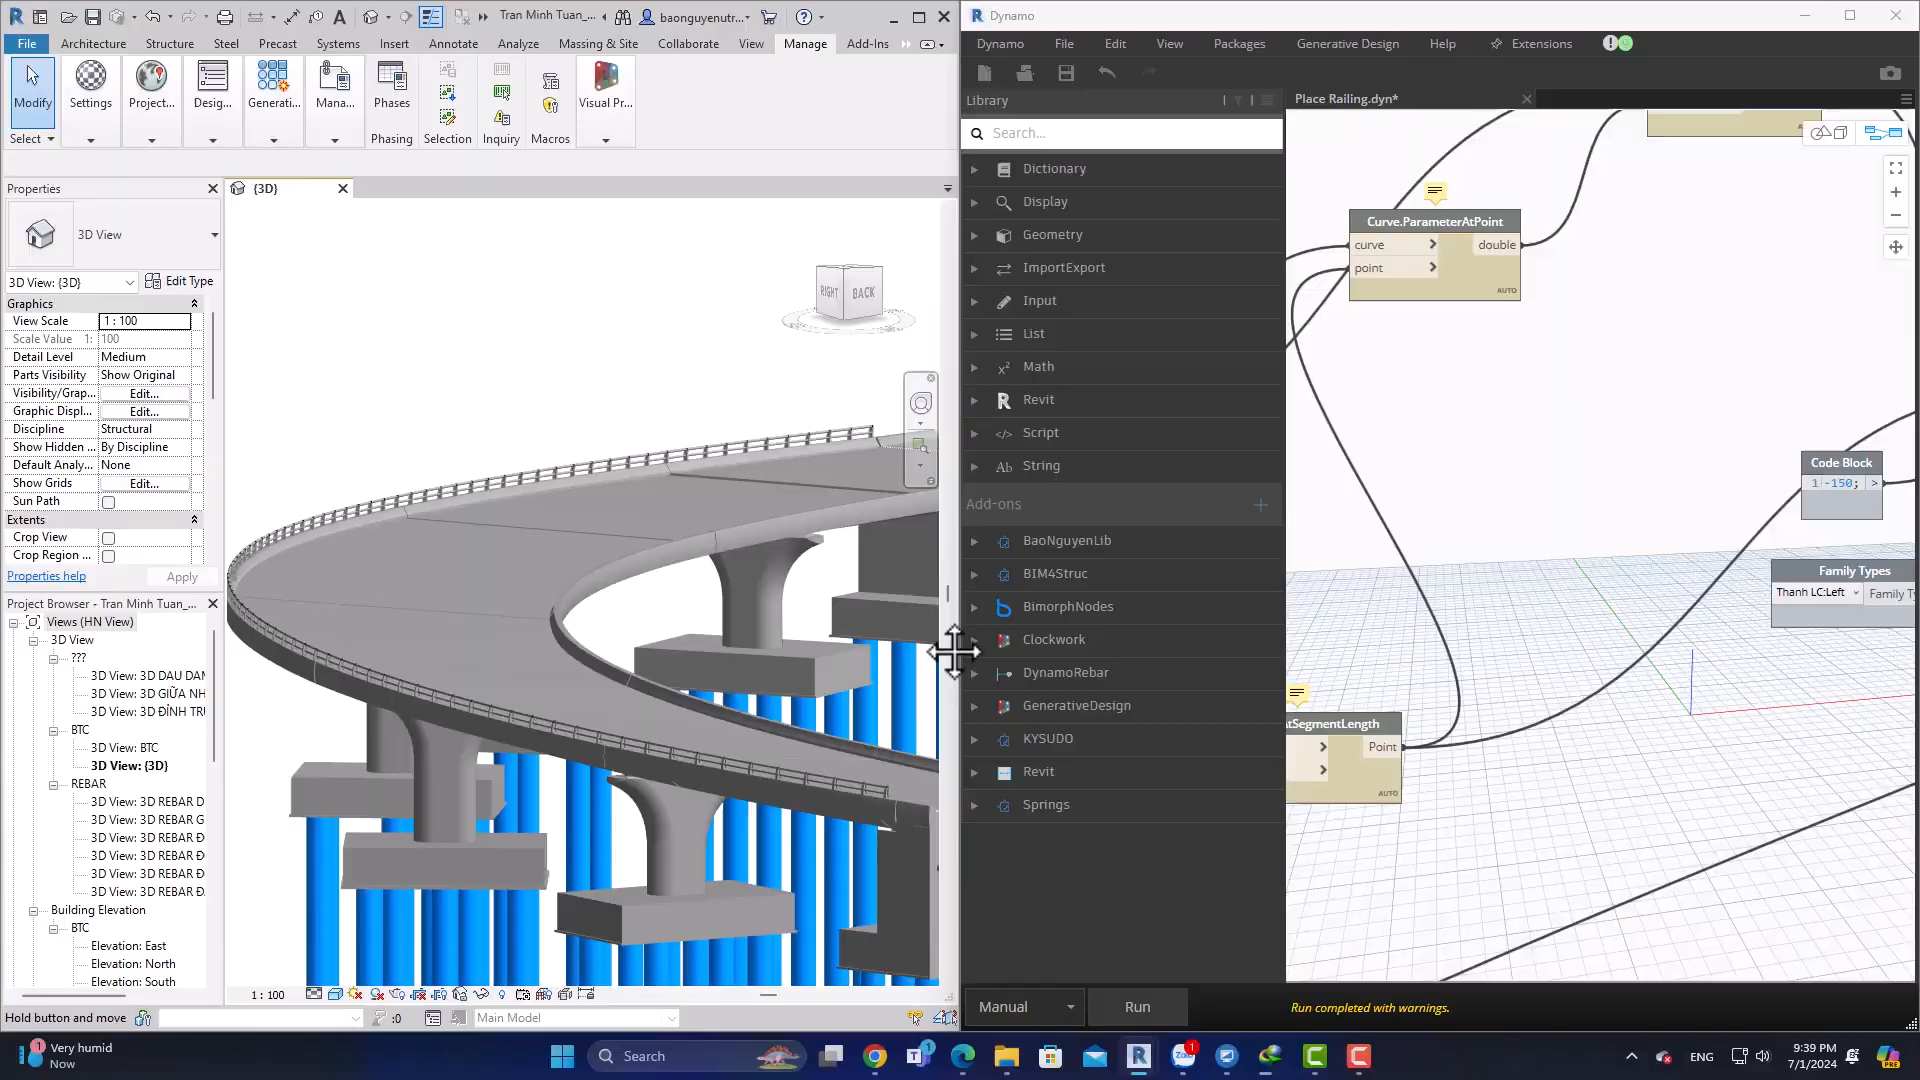 Tran Minh Tuan_...
baonguyenutr...
File
Architecture
Structure
Steel
Precast
Systems
Insert
Annotate
Analyze
Massing & Site
Collaborate
View
Manage
Add-Ins
Modify
Settings
Project...
Desig...
Generati...
Mana...
Phases
Visual Pr...
Select
Phasing
Selection
Inquiry
Macros
Properties
{3D}
3D View
3D View: {3D}
Edit Type
Graphics
View Scale
1 : 100
Scale Value 1:
100
Detail Level
Medium
Parts Visibility
Show Original
Visibility/Grap...
Edit...
Graphic Displ...
Edit...
Discipline
Structural
Show Hidden ...
By Discipline
Default Analy...
None
Show Grids
Edit...
Sun Path
Extents
Crop View
Crop Region ...
Properties help
Apply
RIGHT
BACK
Project Browser - Tran Minh Tuan_...
Views (HN View)
3D View
???
3D View: 3D DAU DAM
3D View: 3D GIỮA NH
3D View: 3D ĐỈNH TRỤ
BTC
3D View: BTC
3D View: {3D}
REBAR
3D View: 3D REBAR D
3D View: 3D REBAR G
3D View: 3D REBAR Đ
3D View: 3D REBAR Đ
3D View: 3D REBAR Đ
3D View: 3D REBAR Đ
Building Elevation
BTC
Elevation: East
Elevation: North
Elevation: South
1 : 100
Hold button and move
:0
Main Model
Dynamo
Dynamo
File
Edit
View
Packages
Generative Design
Help
Extensions
Library
Place Railing.dyn*
Search...
Dictionary
Display
Geometry
ImportExport
Input
List
Math
Revit
Script
String
Add-ons
BaoNguyenLib
BIM4Struc
BimorphNodes
Clockwork
DynamoRebar
GenerativeDesign
KYSUDO
Revit
Springs
Curve.ParameterAtPoint
curve
>
double
point
>
AUTO
Code Block
1 -150; >
Family Types
Thanh LC:Left
Family Ty
AtSegmentLength
>
Point
>
AUTO
Manual
Run
Run completed with warnings.
Very humid
Now
Search
ENG
9:39 PM
7/1/2024